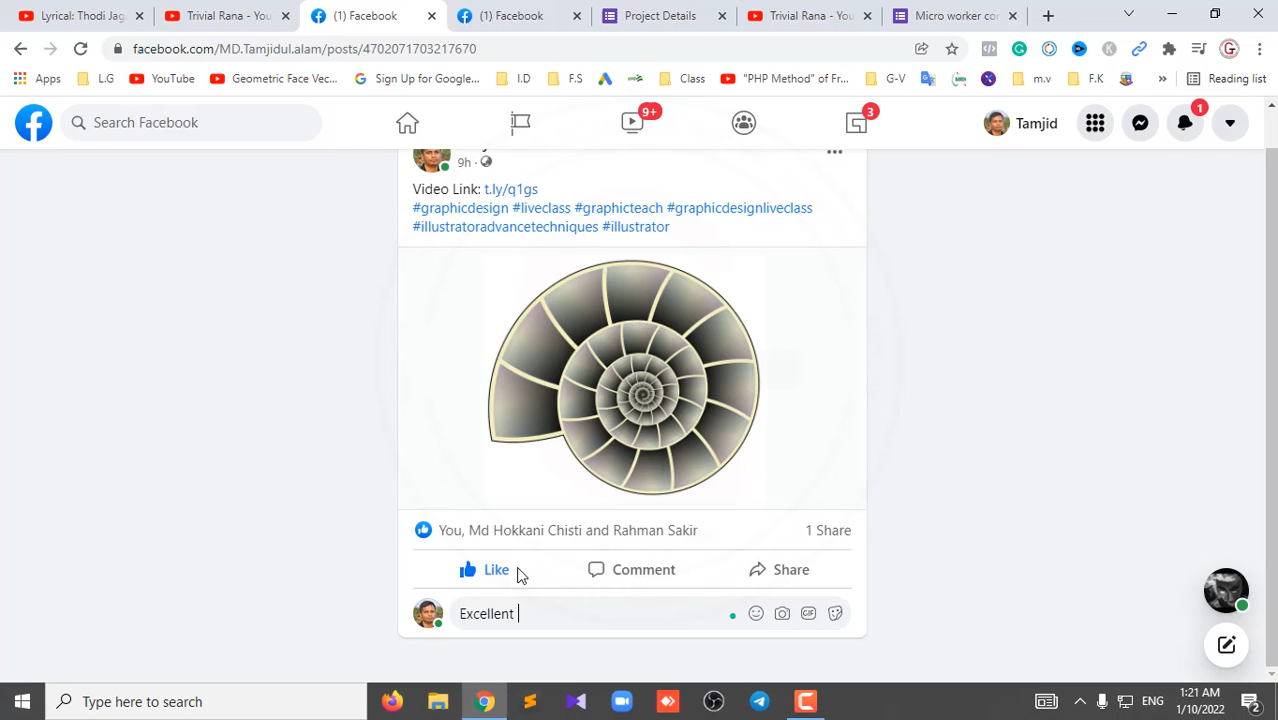 Lyrical: Thodi Jag
Trivial Rana - You
(1) Facebook
(1) Facebook
Project Details
Trivial Rana - You
Micro worker cor
facebook.com/MD.Tamjidul.alam/posts/4702071703217670
Apps
L.G
YouTube
Geometric Face Vec...
Sign Up for Google...
I.D
F.S
Class
"PHP Method" of Fr...
G-V
m.v
F.K
Reading list
Search Facebook
9+
3
Tamjid
1
9h
Video Link: t.ly/q1gs
#graphicdesign #liveclass #graphicteach #graphicdesignliveclass
#illustratoradvancetechniques #illustrator
You, Md Hokkani Chisti and Rahman Sakir
1 Share
Like
Comment
Share
Excellent
GIF
Type here to search
ENG
1:21 AM
1/10/2022
2